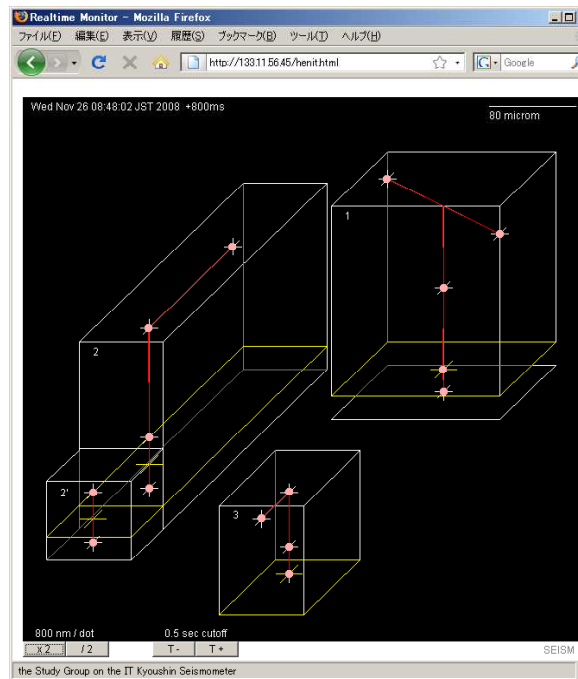 Realtime Monitor - Mozilla Firefox
ファイル(F) 編集(E) 表示(V) 履歴(S) ブックマーク(B) ツール(T) ヘルプ(H)
http://133.11.56.45/henit.html
Google
Wed Nov 26 08:48:02 JST 2008 +800ms
80 microm
1
2
2'
3
800 nm / dot 0.5 sec cutoff
x 2 / 2 T - T + SEISM
the Study Group on the IT Kyoushin Seismometer